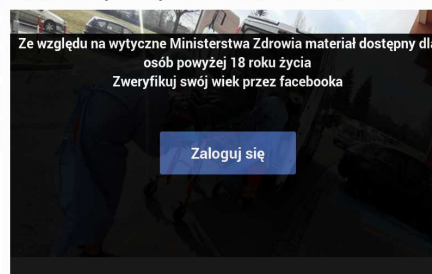 Ze względu na wytyczne Ministerstwa Zdrowia materiał dostępny dla
osób powyżej 18 roku życia
Zweryfikuj swój wiek przez facebooka
Zaloguj się